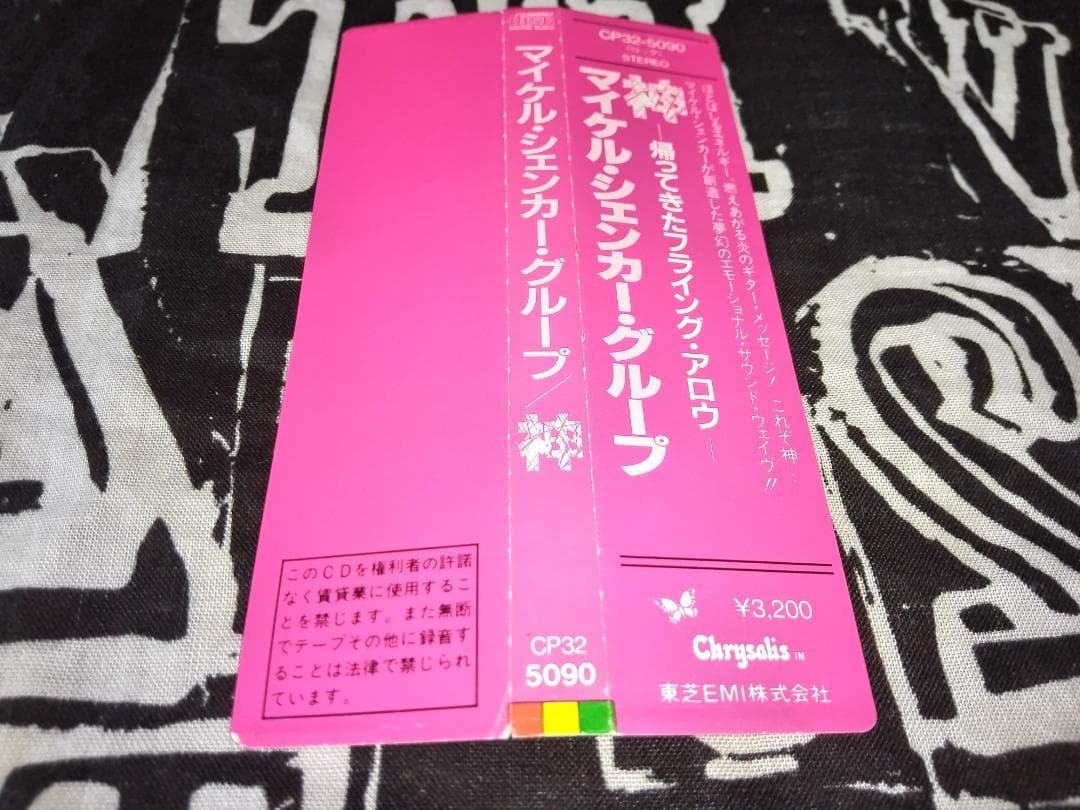 CP32-5090
(ロック)
STEREO
神
—帰ってきたフライング・アロウ—
マイケル・シェンカー・グループ
ほとばしるエネルギー、燃えあがる炎のギター・メッセージ!これぞ神…
マイケル・シェンカーが創造した夢幻のエモーショナル・サウンド・ウェイヴ!!
¥3,200
Chrysalis TM
東芝EMI株式会社
マイケル・シェンカー・グループ/神
CP32
5090
このCDを権利者の許諾
なく賃貸業に使用するこ
とを禁じます。また無断
でテープその他に録音す
ることは法律で禁じられ
ています。